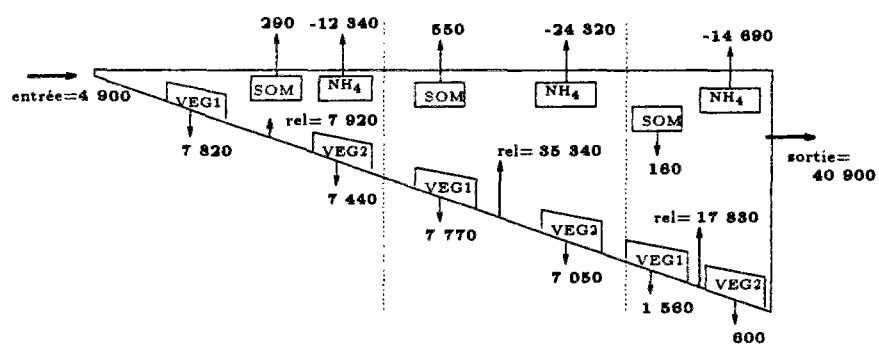 290 -12 340 550 -24 320 -14 690
entrée=4 900
VEG1 SOM NH4 SOM NH4 SOM NH4
rel= 7 920
7 820
VEG2
rel= 35 340
160
sortie=
40 900
7 440
VEG1
rel= 17 830
7 770
VEG2
VEG1
7 050
VEG2
1 560
600